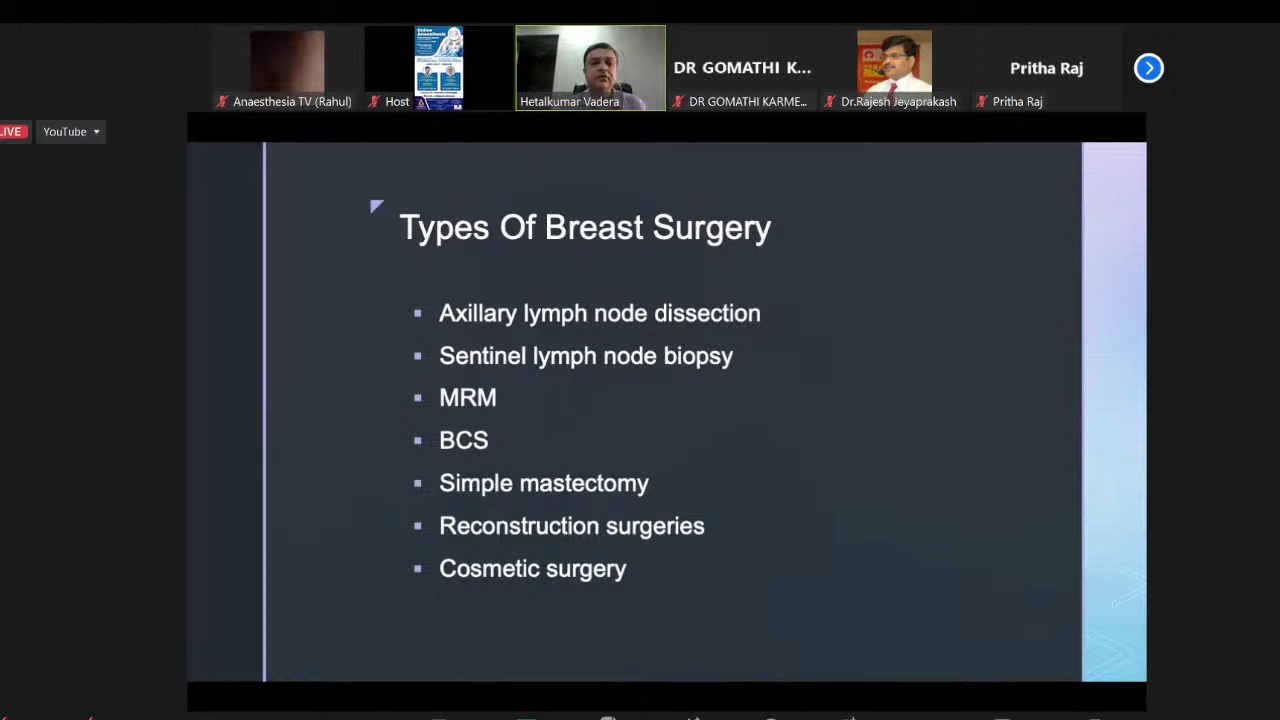 DR GOMATHI K...
Pritha Raj
Anaesthesia TV (Rahul)
Host
Hetalkumar Vadera
DR GOMATHI KARME...
Dr.Rajesh Jeyaprakash
Pritha Raj
LIVE
YouTube
Types Of Breast Surgery
Axillary lymph node dissection
Sentinel lymph node biopsy
MRM
BCS
Simple mastectomy
Reconstruction surgeries
Cosmetic surgery